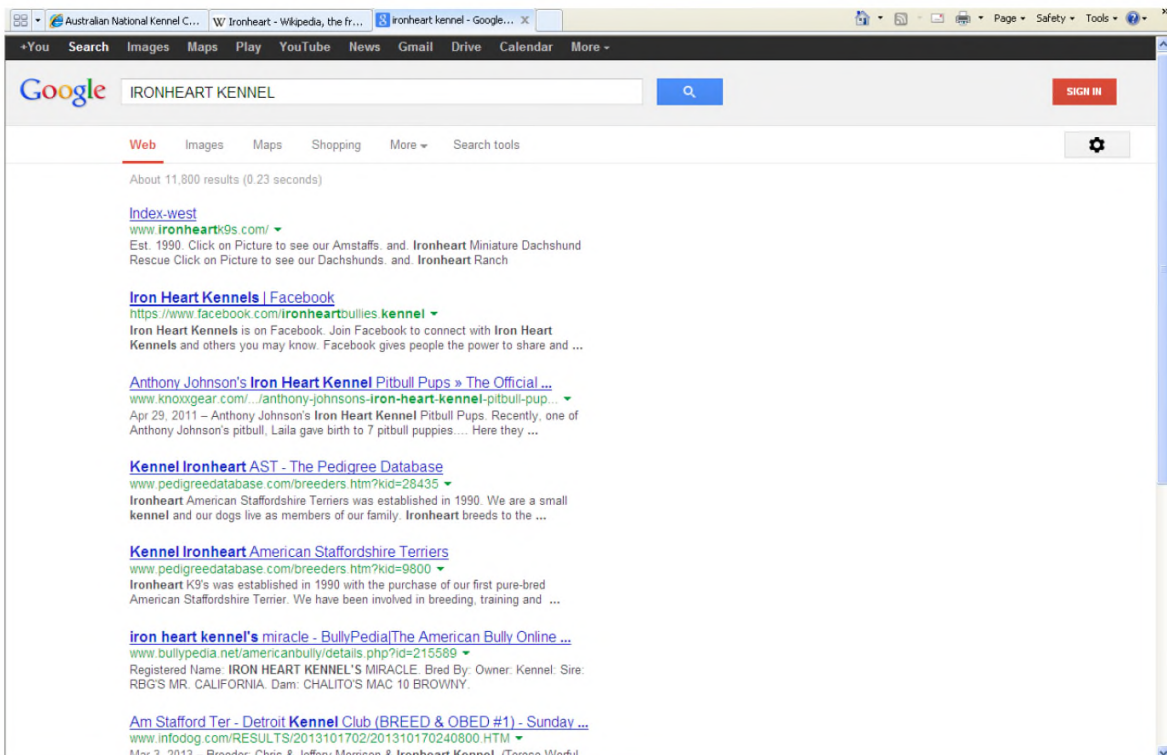 Australian National Kennel C... W Ironheart - Wikipedia, the fr... ironheart kennel - Google... X Page Safety Tools
+You Search Images Maps Play YouTube News Gmail Drive Calendar More
Google IRONHEART KENNEL SIGN IN
Web Images Maps Shopping More Search tools
About 11,800 results (0.23 seconds)
Index-west
www.ironheartk9s.com/
Est. 1990. Click on Picture to see our Amstaffs. and. Ironheart Miniature Dachshund
Rescue Click on Picture to see our Dachshunds. and. Ironheart Ranch
Iron Heart Kennels | Facebook
https://www.facebook.com/ironheartbullies.kennel
Iron Heart Kennels is on Facebook. Join Facebook to connect with Iron Heart
Kennels and others you may know. Facebook gives people the power to share and ...
Anthony Johnson's Iron Heart Kennel Pitbull Pups » The Official ...
www.knoxxgear.com/.../anthony-johnsons-iron-heart-kennel-pitbull-pup...
Apr 29, 2011 – Anthony Johnson's Iron Heart Kennel Pitbull Pups. Recently, one of
Anthony Johnson's pitbull, Laila gave birth to 7 pitbull puppies.... Here they ...
Kennel Ironheart AST - The Pedigree Database
www.pedigreedatabase.com/breeders.htm?kid=28435
Ironheart American Staffordshire Terriers was established in 1990. We are a small
kennel and our dogs live as members of our family. Ironheart breeds to the ...
Kennel Ironheart American Staffordshire Terriers
www.pedigreedatabase.com/breeders.htm?kid=9800
Ironheart K9's was established in 1990 with the purchase of our first pure-bred
American Staffordshire Terrier. We have been involved in breeding, training and ...
iron heart kennel's miracle - BullyPedia|The American Bully Online ...
www.bullypedia.net/americanbully/details.php?id=215589
Registered Name: IRON HEART KENNEL'S MIRACLE. Bred By: Owner: Kennel: Sire:
RBG'S MR. CALIFORNIA. Dam: CHALITO'S MAC 10 BROWNY.
Am Stafford Ter - Detroit Kennel Club (BREED & OBED #1) - Sunday ...
www.infodog.com/RESULTS/2013101702/201310170240800.HTM
Mar 3, 2013 – Breeder: Chris & Jeffery Morrison & Ironheart Kennel. (Terese Worful